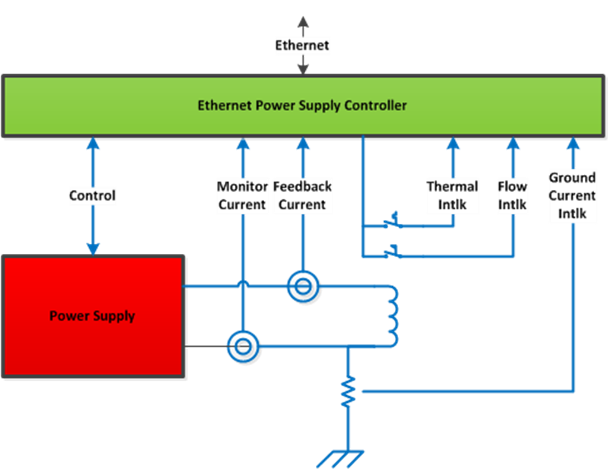 Ethernet
Ethernet Power Supply Controller
Control
Monitor
Current
Feedback
Current
Thermal
Intlk
Flow
Intlk
Ground
Current
Intlk
Power Supply